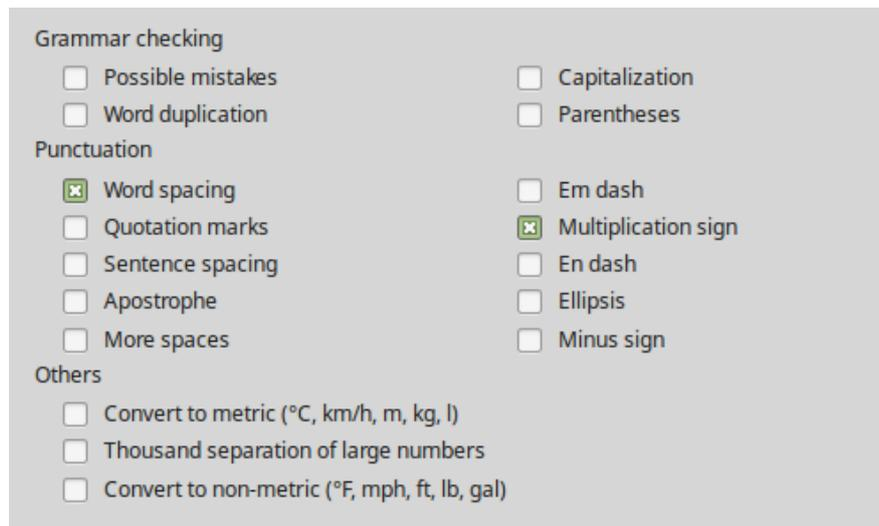 Grammar checking
Possible mistakes Capitalization
Word duplication Parentheses
Punctuation
Word spacing Em dash
Quotation marks Multiplication sign
Sentence spacing En dash
Apostrophe Ellipsis
More spaces Minus sign
Others
Convert to metric (°C, km/h, m, kg, l)
Thousand separation of large numbers
Convert to non-metric (°F, mph, ft, lb, gal)